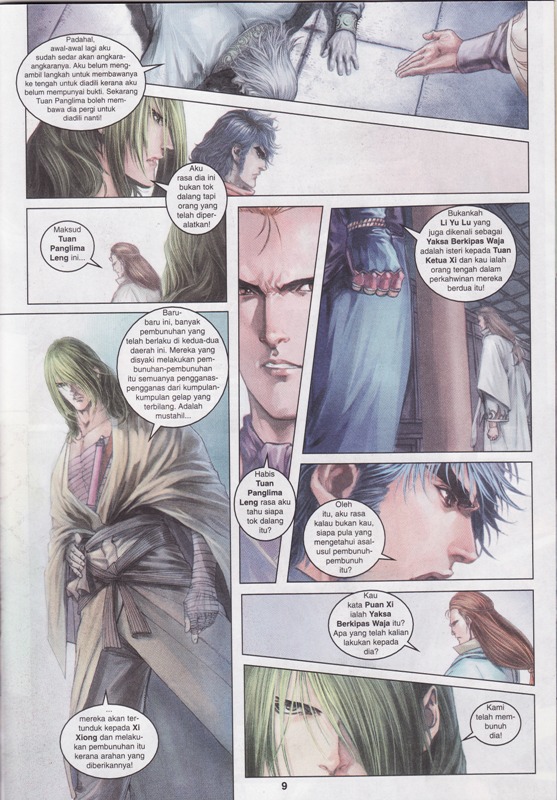 Padahal,
awal-awal lagi aku
sudah sedar akan angkara-
angkaranya. Aku belum meng-
ambil langkah untuk membawanya
ke tengah untuk diadili kerana aku
belum mempunyai bukti. Sekarang
Tuan Panglima boleh mem-
bawa dia pergi untuk
diadili nanti!
Aku
rasa dia ini
bukan tok
dalang tapi
orang yang
telah diper-
alatkan!
Maksud
Tuan
Panglima
Leng ini...
Bukankah
Li Yu Lu yang
juga dikenali sebagai
Yaksa Berkipas Waja
adalah isteri kepada Tuan
Ketua Xi dan kau ialah
orang tengah dalam
perkahwinan mereka
berdua itu!
Baru-
baru ini, banyak
pembunuhan yang
telah berlaku di kedua-dua
daerah ini. Mereka yang
disyaki melakukan pem-
bunuhan-pembunuhan
itu semuanya pengganas-
pengganas dari kumpulan-
kumpulan gelap yang
terbilang. Adalah
mustahil...
...
mereka akan ter-
tunduk kepada Xi
Xiong dan melaku-
kan pembunuhan itu
kerana arahan yang
diberikannya!
Habis
Tuan
Panglima
Leng rasa aku
tahu siapa
tok dalang
itu?
Oleh
itu, aku rasa
kalau bukan kau,
siapa pula yang
mengetahui asal-
usul pembunuh-
pembunuh
itu?
Kau
kata Puan Xi
ialah Yaksa
Berkipas Waja itu?
Apa yang telah kalian
lakukan kepada
dia?
Kami
telah mem-
bunuh
dia!
9